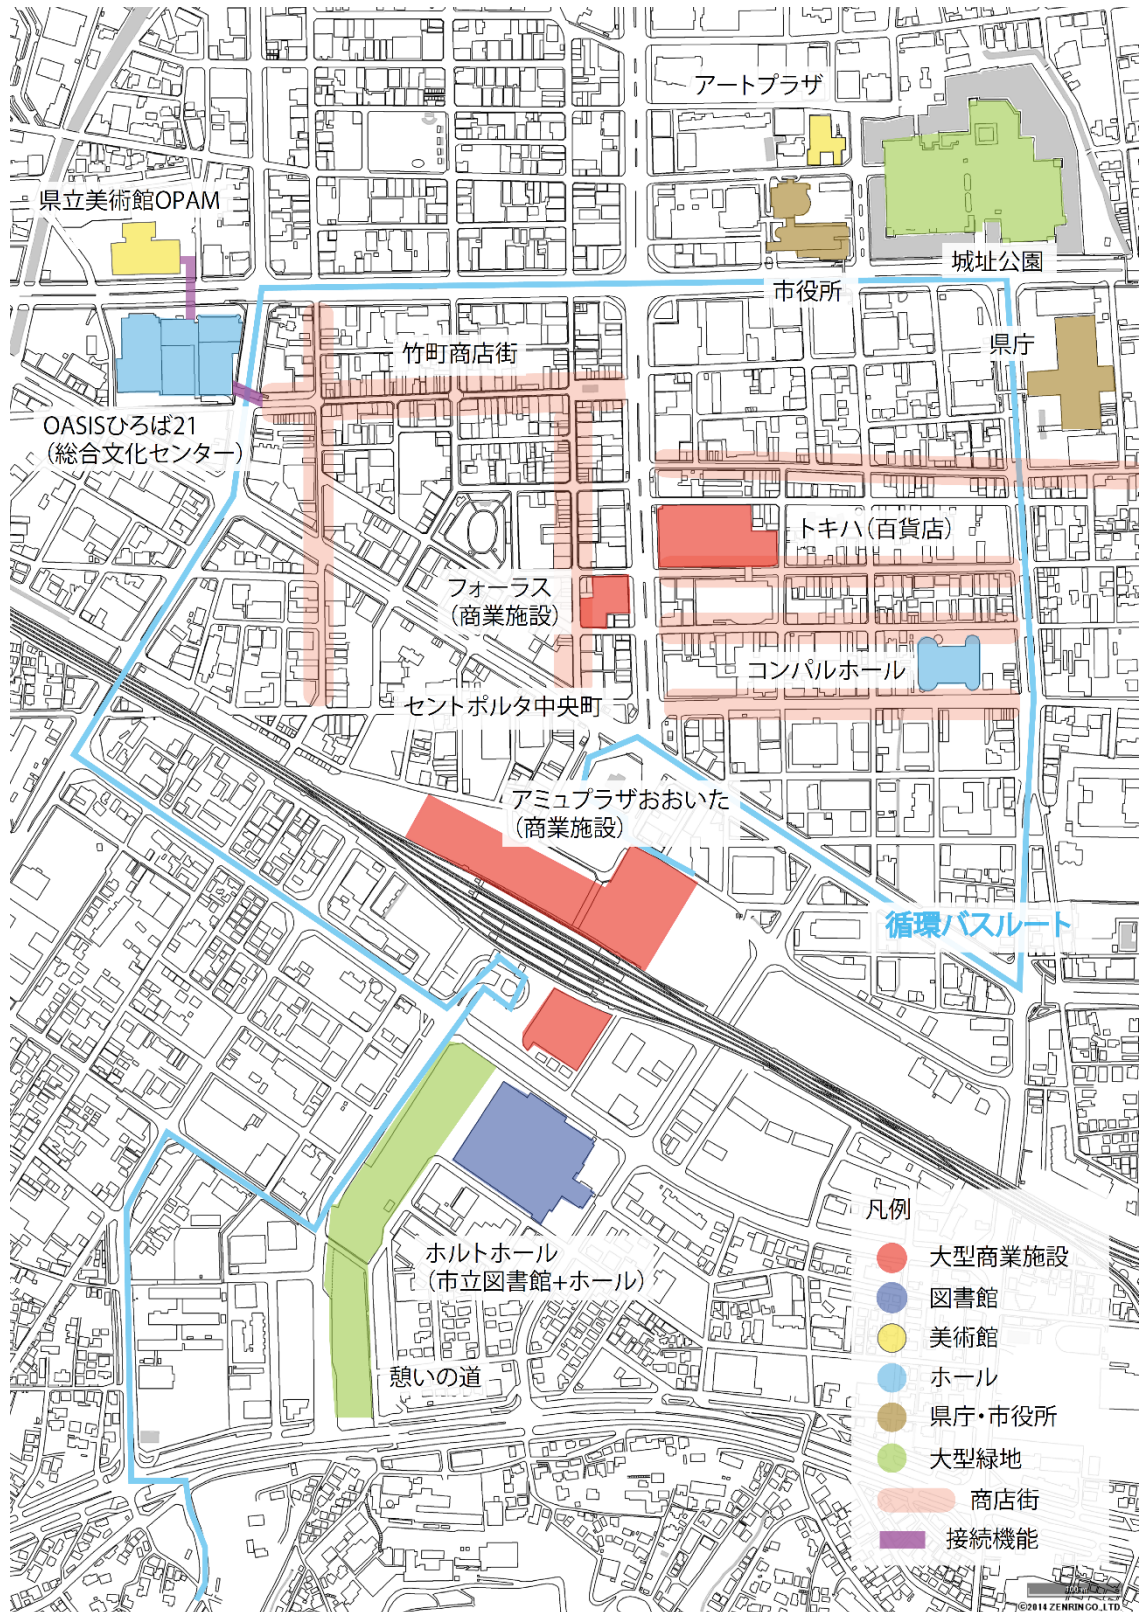 アートプラザ
県立美術館OPAM
城址公園
市役所
県庁
竹町商店街
OASISひろば21
（総合文化センター）
トキハ（百貨店）
フォーラス
（商業施設）
コンパルホール
セントポルタ中央町
アミュプラザおおいた
（商業施設）
循環バスルート
ホルトホール
（市立図書館+ホール）
憩いの道
凡例
大型商業施設
図書館
美術館
ホール
県庁・市役所
大型緑地
商店街
接続機能
100m
©2014 ZENRIN CO.,LTD